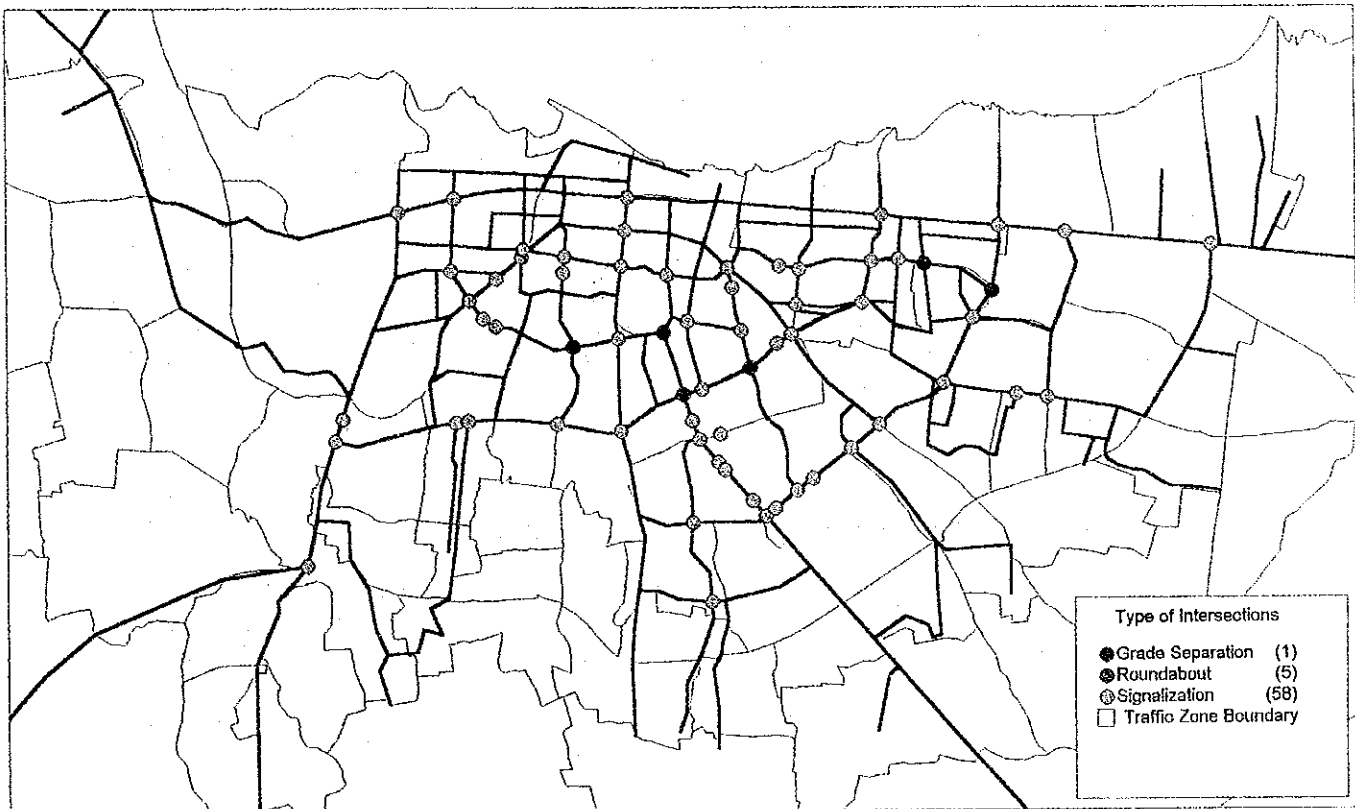 Type of Intersections
Grade Separation (1)
Roundabout (5)
Signalization (58)
Traffic Zone Boundary